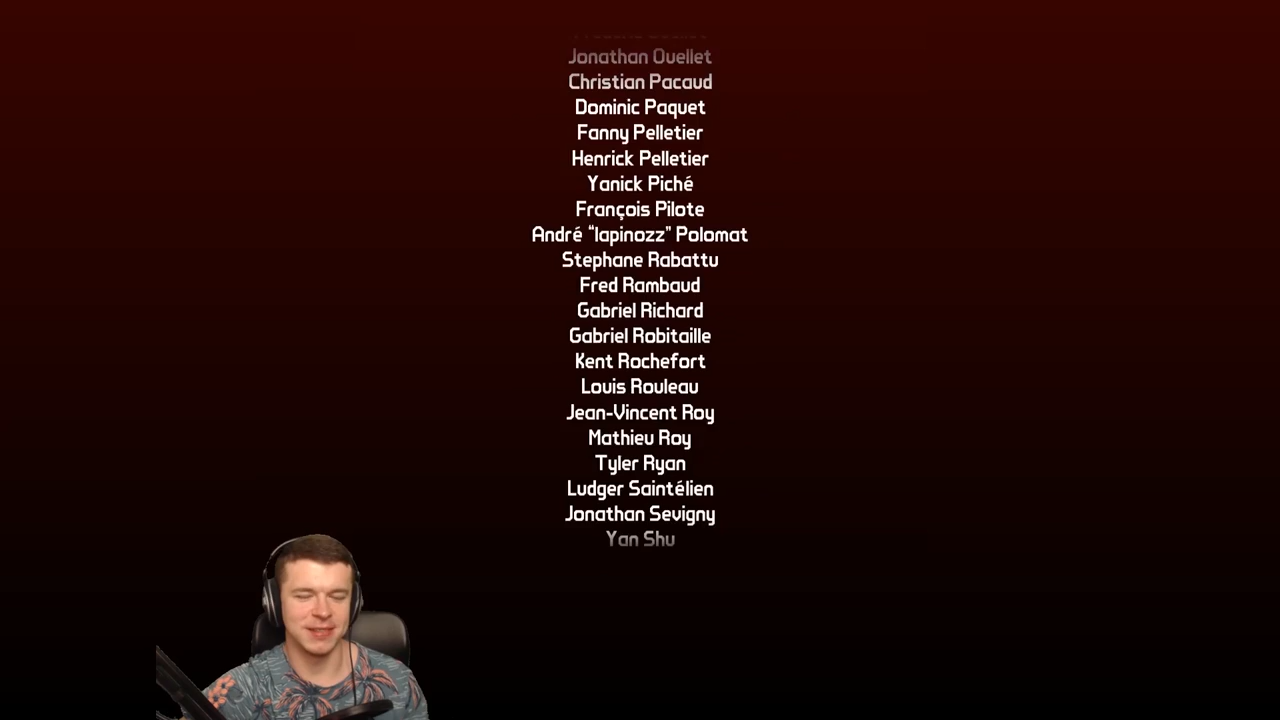 Jonathan Ouellet
Christian Pacaud
Dominic Paquet
Fanny Pelletier
Henrick Pelletier
Yanick Piché
François Pilote
André “lapinozz” Polomat
Stephane Rabattu
Fred Rambaud
Gabriel Richard
Gabriel Robitaille
Kent Rochefort
Louis Rouleau
Jean-Vincent Roy
Mathieu Roy
Tyler Ryan
Ludger Saintélien
Jonathan Sevigny
Yan Shu